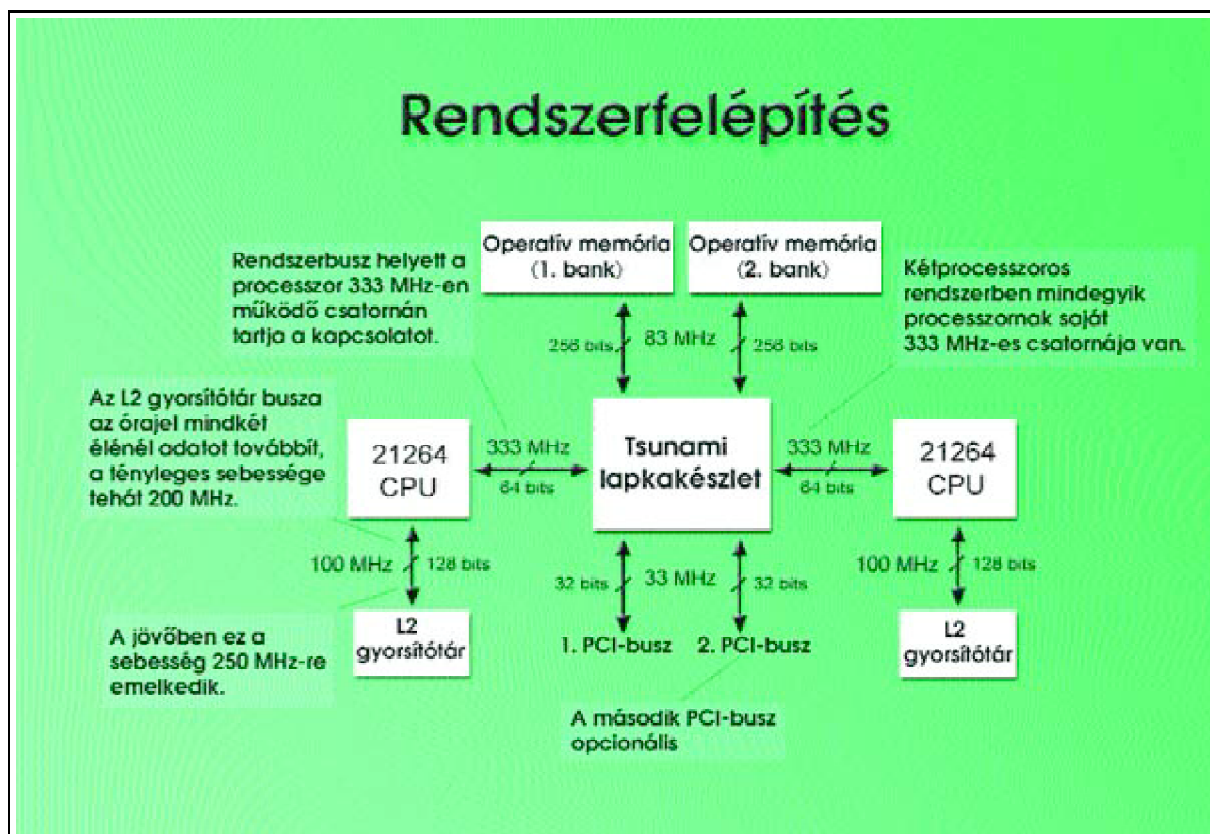 Rendszerfelépítés
Operatív memória
(1. bank)
Operatív memória
(2. bank)
Rendszerbusz helyett a
processzor 333 MHz-en
működő csatornán
tartja a kapcsolatot.
Kétprocesszoros
rendszerben mindegyik
processzornak saját
333 MHz-es csatornája van.
256 bits
83 MHz
256 bits
Az L2 gyorsítótár busza
az órajel mindkét
élénél adatot továbbít,
a tényleges sebessége
tehát 200 MHz.
21264
CPU
333 MHz
64 bits
Tsunami
lapkakészlet
333 MHz
64 bits
21264
CPU
100 MHz
128 bits
32 bits
33 MHz
32 bits
100 MHz
128 bits
L2
gyorsítótár
1. PCI-busz
2. PCI-busz
L2
gyorsítótár
A jövőben ez a
sebesség 250 MHz-re
emelkedik.
A második PCI-busz
opcionális